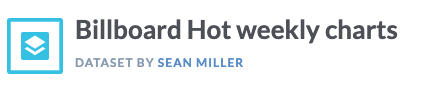 Billboard Hot weekly charts
DATASET BY SEAN MILLER